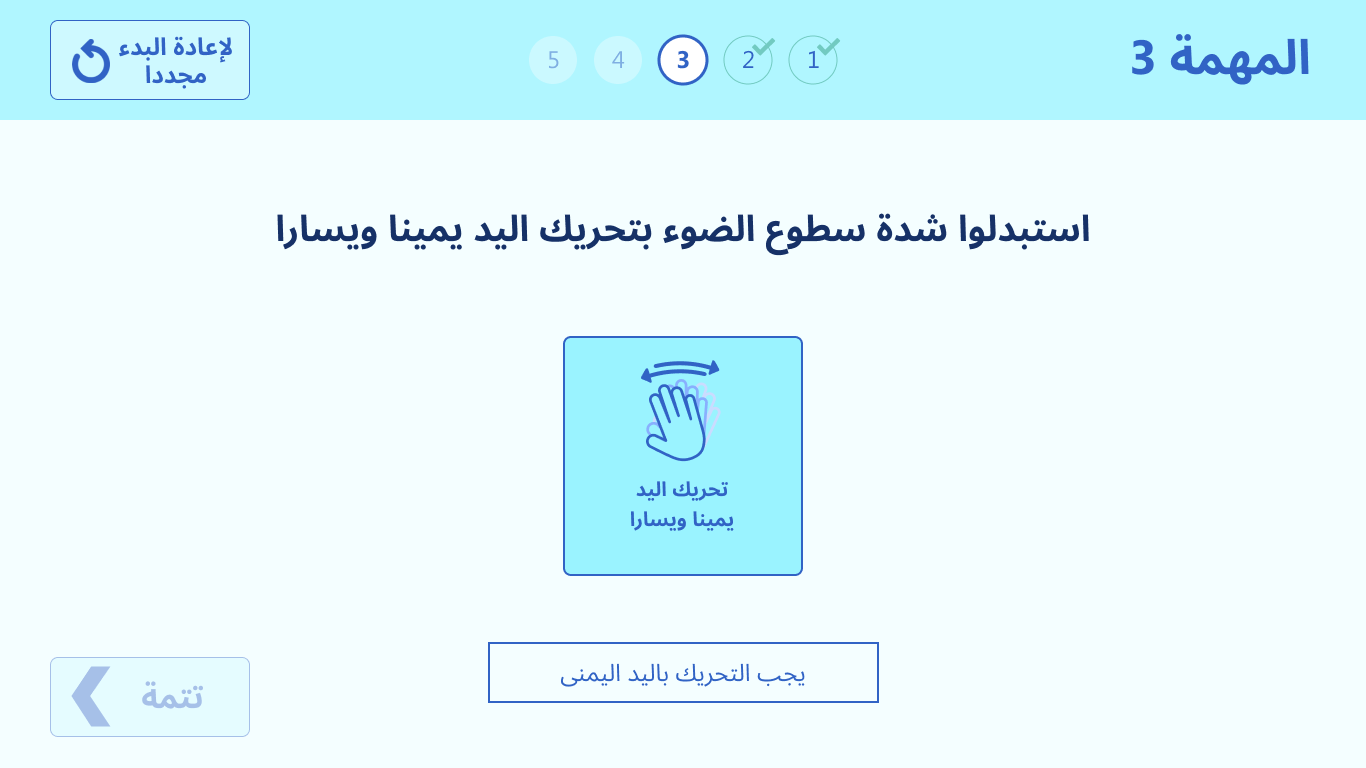 المهمة 3
1
2
3
4
5
لإعادة البدء
مجددا
استبدلوا شدة سطوع الضوء بتحريك اليد يمينا ويسارا
تحريك اليد
يمينا ويسارا
يجب التحريك باليد اليمنى
تتمة